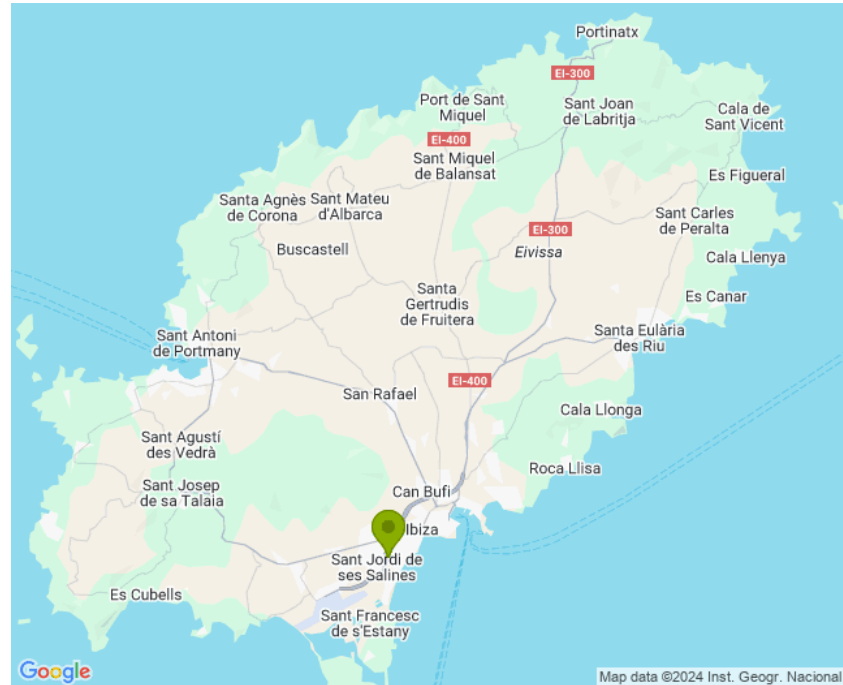 Portinatx
EI-300
Port de Sant
Miquel
Sant Joan
de Labritja
Cala de
Sant Vicent
EI-400
Sant Miquel
de Balansat
Es Figueral
Santa Agnès
de Corona
Sant Mateu
d'Albarca
Sant Carles
de Peralta
EI-300
Buscastell
Eivissa
Cala Llenya
Santa
Gertrudis
de Fruitera
Es Canar
Sant Antoni
de Portmany
Santa Eulària
des Riu
EI-400
San Rafael
Cala Llonga
Sant Agustí
des Vedrà
Roca Llisa
Sant Josep
de sa Talaia
Can Bufí
Ibiza
Sant Jordi de
ses Salines
Es Cubells
Sant Francesc
de s'Estany
Google
Map data ©2024 Inst. Geogr. Nacional